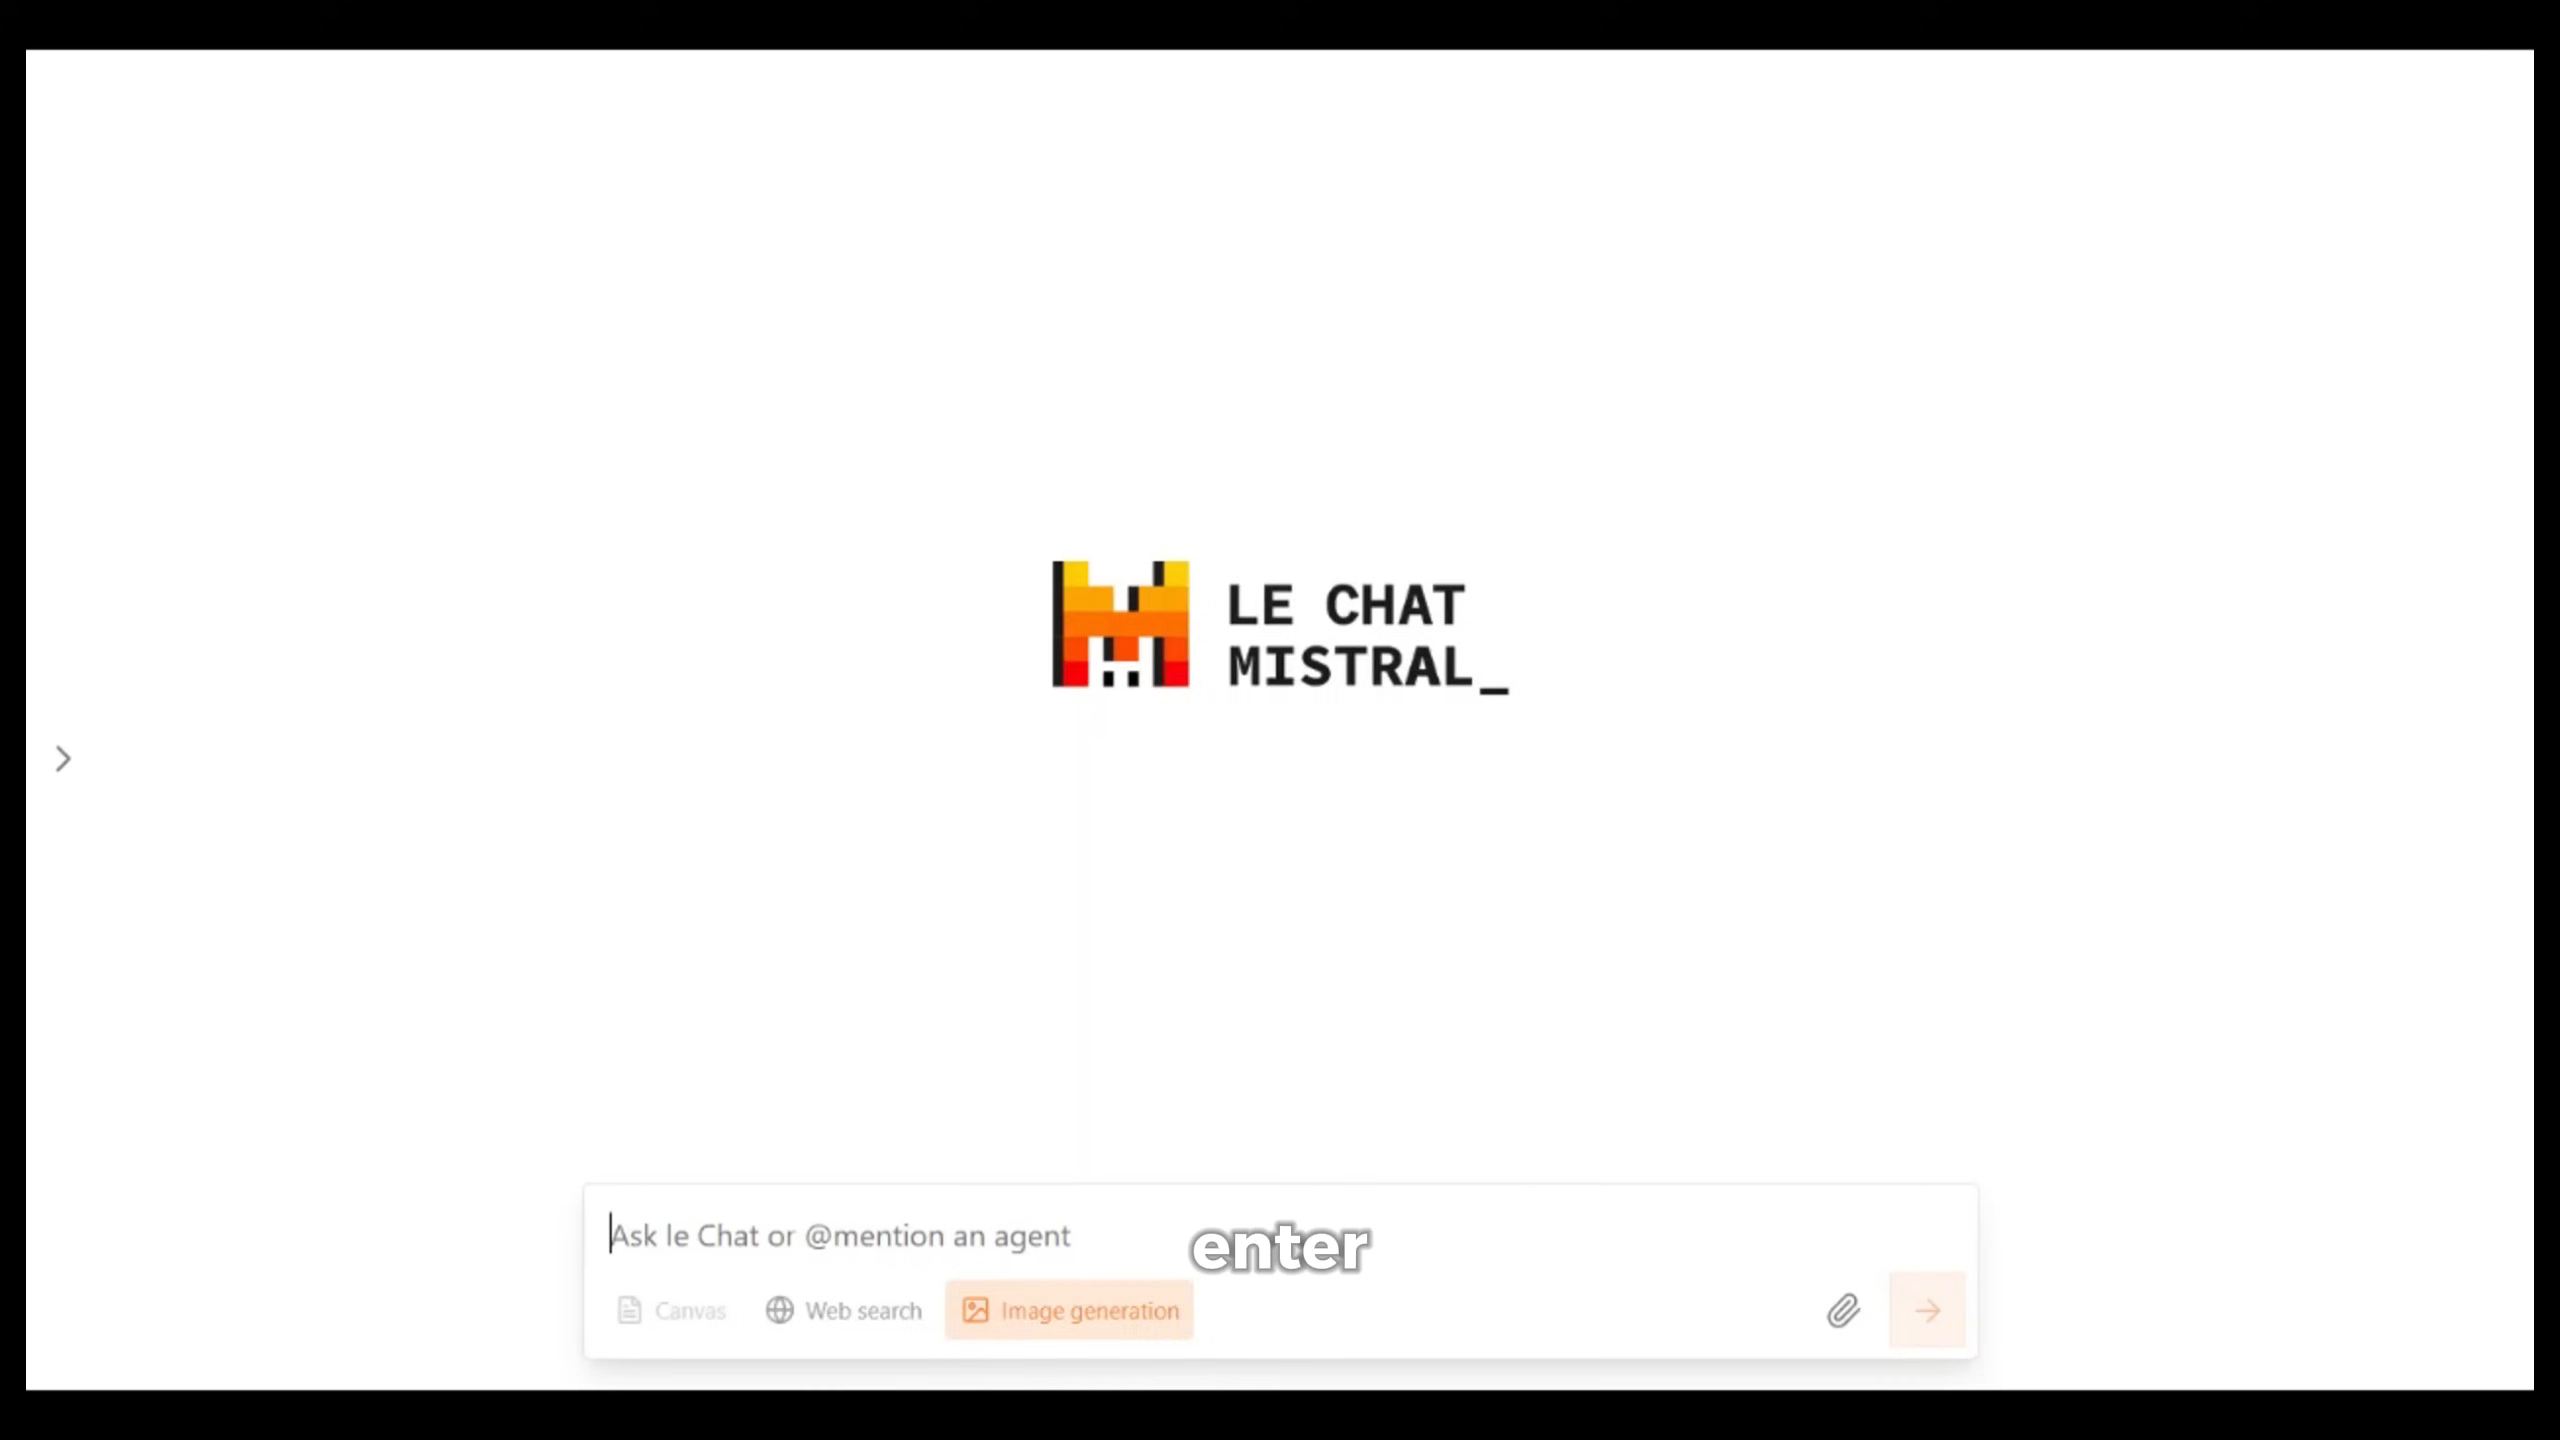 LE CHAT
MISTRAL_
Ask le Chat or @mention an agent
enter
Canvas
Web search
Image generation